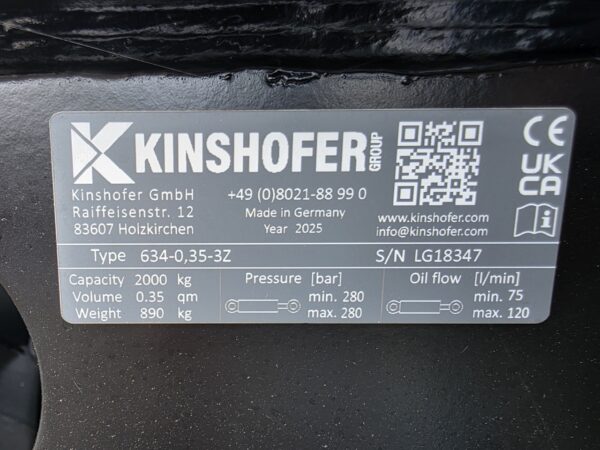 KINSHOFER GROUP
Kinshofer GmbH
Raiffeisenstr. 12
83607 Holzkirchen
+49 (0)8021-88 99 0
Made in Germany
Year 2025
www.kinshofer.com
info@kinshofer.com
CE
UK
CA
i
Type 634-0,35-3Z S/N LG18347
Capacity 2000 kg
Volume 0.35 qm
Weight 890 kg
Pressure [bar]
min. 280
max. 280
Oil flow [l/min]
min. 75
max. 120